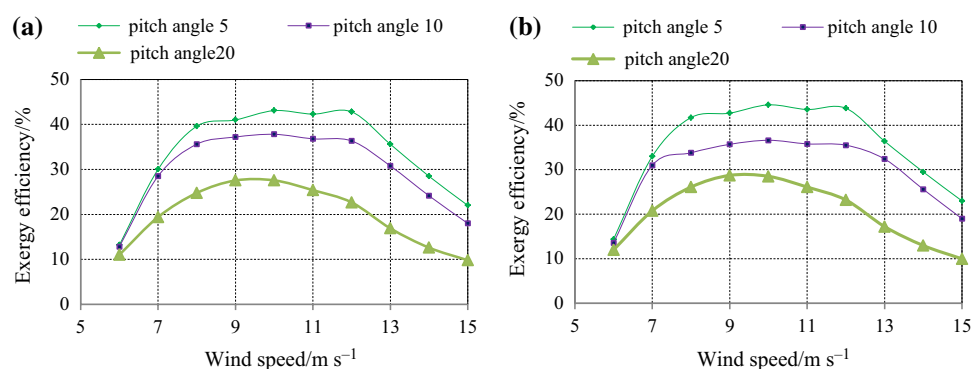 (a)
pitch angle 5
pitch angle 10
pitch angle20
50
40
30
20
10
0
5
7
9
11
13
15
Exergy efficiency/%
Wind speed/m s⁻¹
(b)
pitch angle 5
pitch angle 10
pitch angle20
50
40
30
20
10
0
5
7
9
11
13
15
Exergy efficiency/%
Wind speed/m s⁻¹